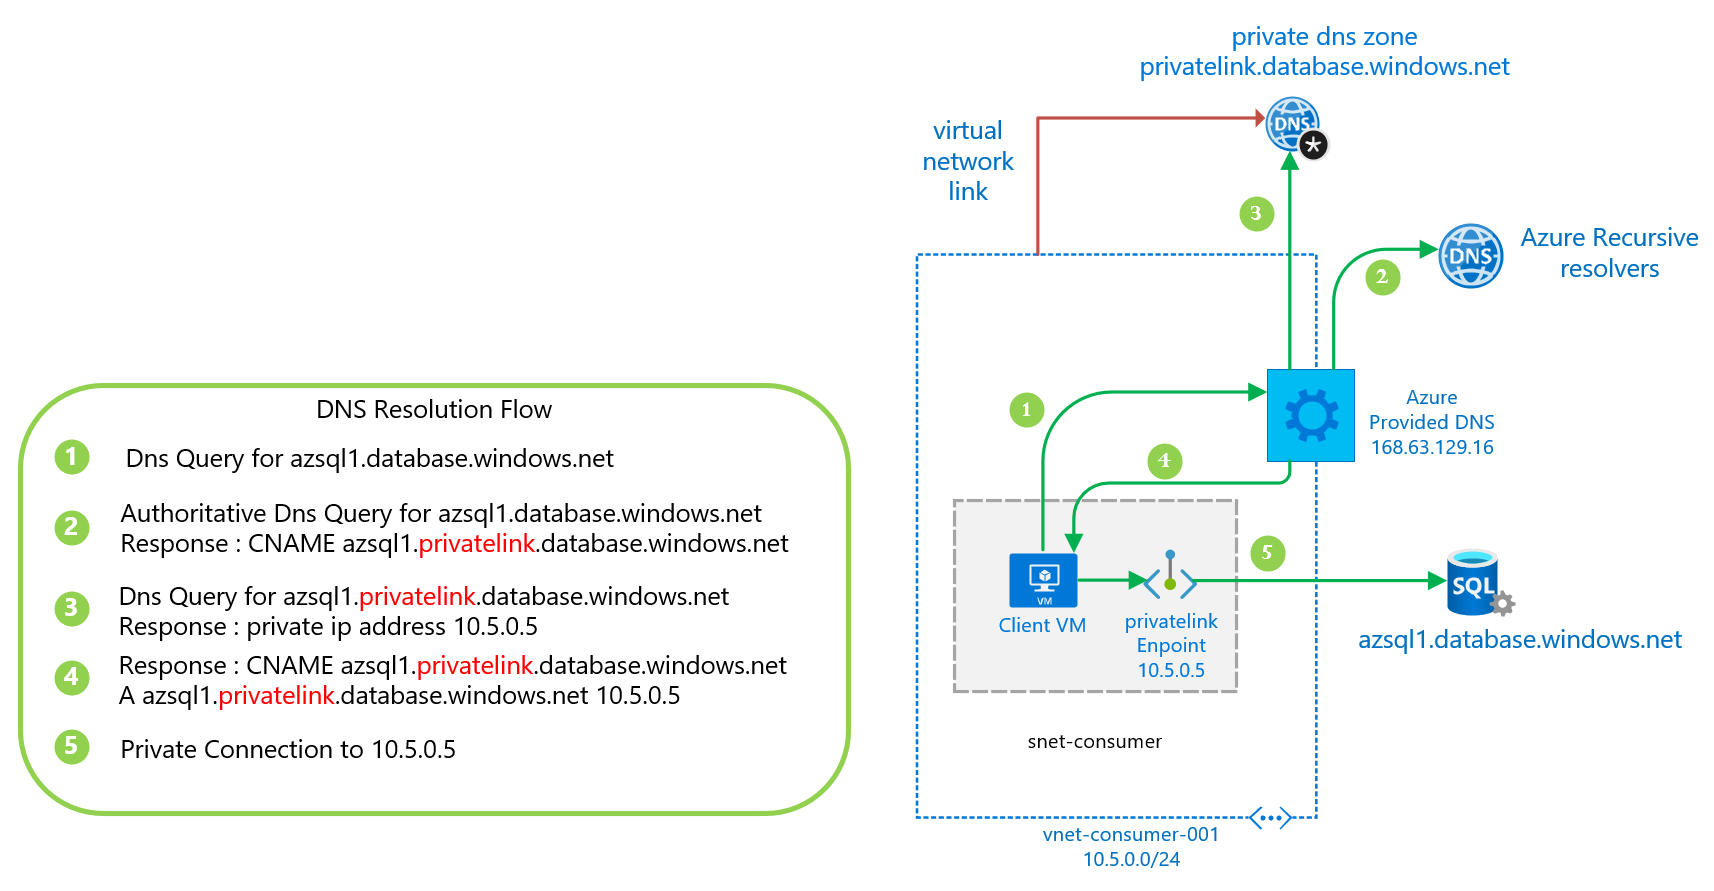 DNS Resolution Flow
1 Dns Query for azsql1.database.windows.net
2 Authoritative Dns Query for azsql1.database.windows.net
Response : CNAME azsql1.privatelink.database.windows.net
3 Dns Query for azsql1.privatelink.database.windows.net
Response : private ip address 10.5.0.5
4 Response : CNAME azsql1.privatelink.database.windows.net
A azsql1.privatelink.database.windows.net 10.5.0.5
5 Private Connection to 10.5.0.5
private dns zone
privatelink.database.windows.net
DNS
*
virtual
network
link
3
2
DNS
Azure Recursive
resolvers
1
Azure
Provided DNS
168.63.129.16
4
VM
Client VM
privatelink
Enpoint
10.5.0.5
5
SQL
azsql1.database.windows.net
snet-consumer
vnet-consumer-001
10.5.0.0/24